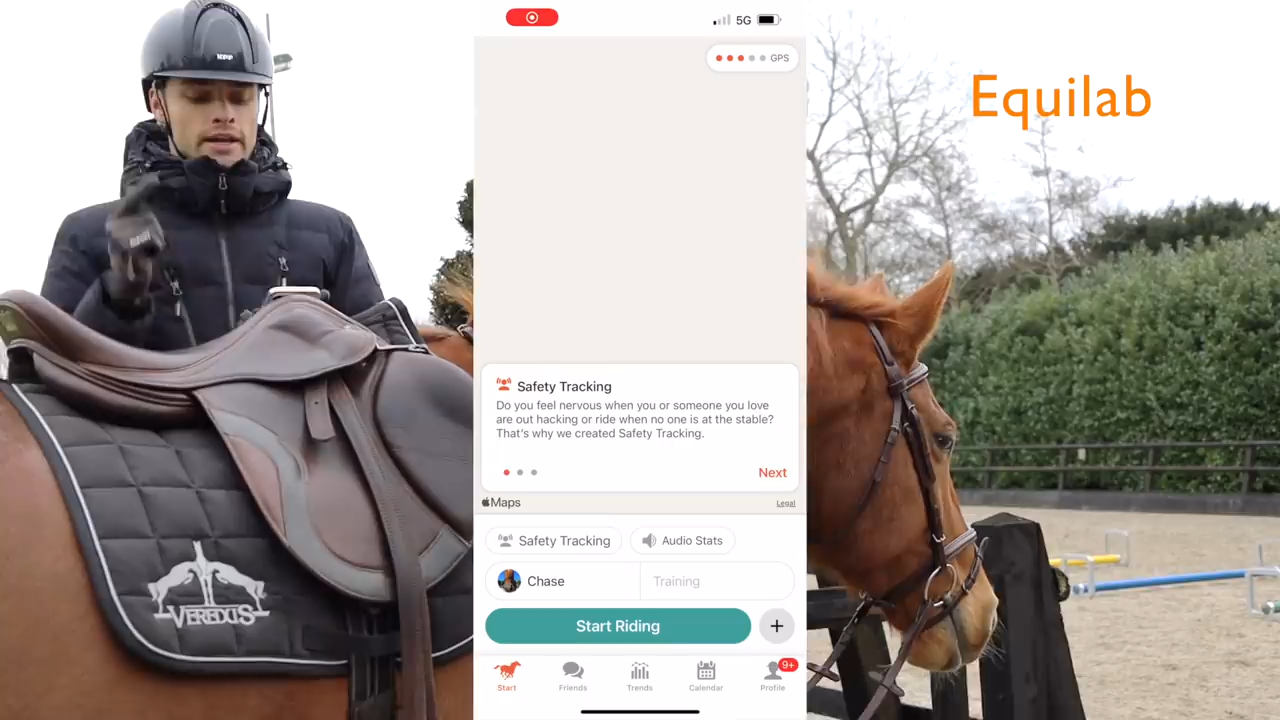 KPP
5G
GPS
Equilab
Safety Tracking
Do you feel nervous when you or someone you love
are out hacking or ride when no one is at the stable?
That's why we created Safety Tracking.
Next
Maps
Legal
Safety Tracking
Audio Stats
Chase
Training
Start Riding
9+
Start
Friends
Trends
Calendar
Profile
VEREDUS